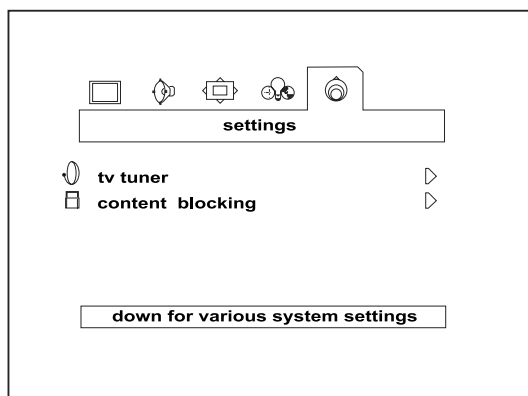 settings
tv tuner
content blocking
down for various system settings